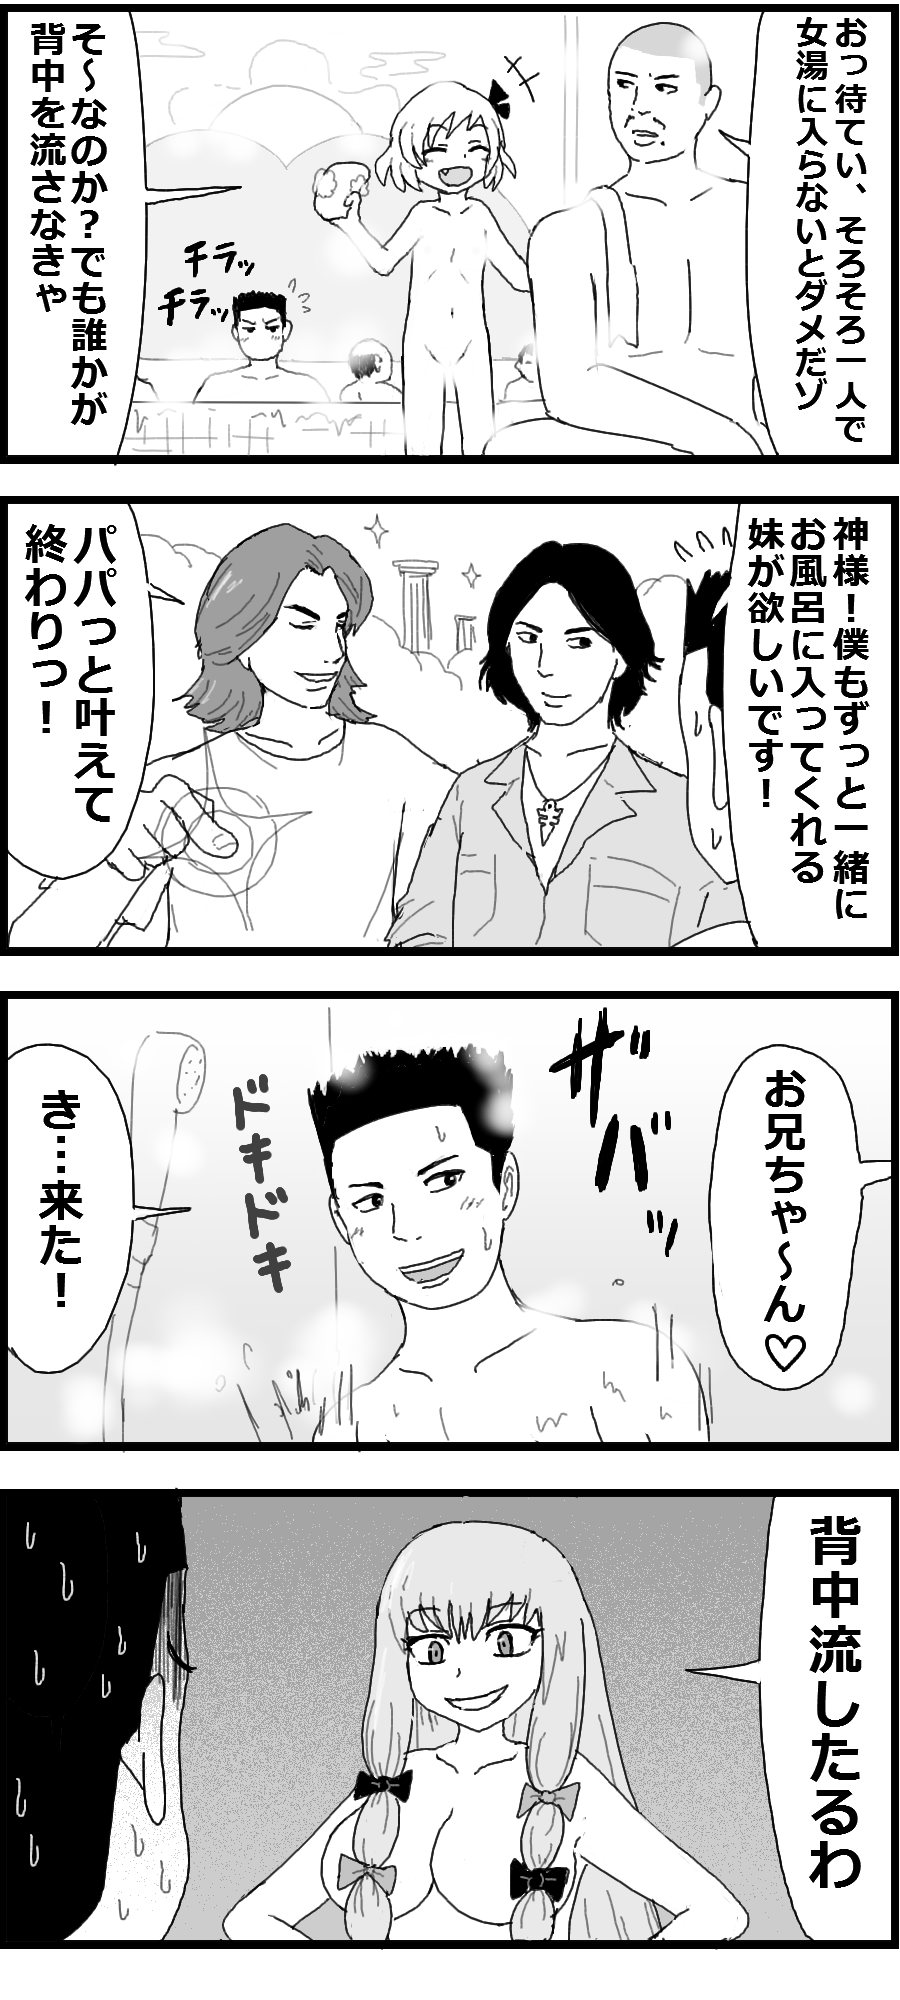 おっ待てい、そろそろ一人で
女湯に入らないとダメだゾ
そ～なのか？でも誰かが
背中を流さなきゃ
チラッ
チラッ
神様！僕もずっと一緒に
お風呂に入ってくれる
妹が欲しいです！
パパっと叶えて
終わりっ！
お兄ちゃ～ん♡
ザバッ
ドキドキ
き…来た！
背中流したるわ